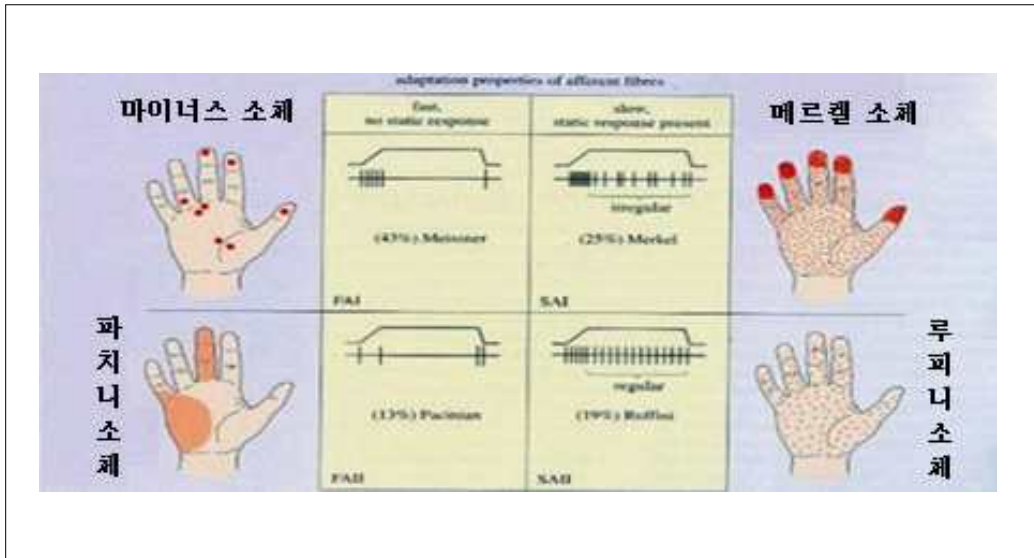 adaptation properties of afferent fibres
마이너스 소체
fast,
no static response
slow,
static response present
메르켈 소체
irregular
(43%) Meissner
(25%) Merkel
FAI
SAI
파치니소체
루피니소체
regular
(13%) Pacinian
(19%) Ruffini
FAII
SAII